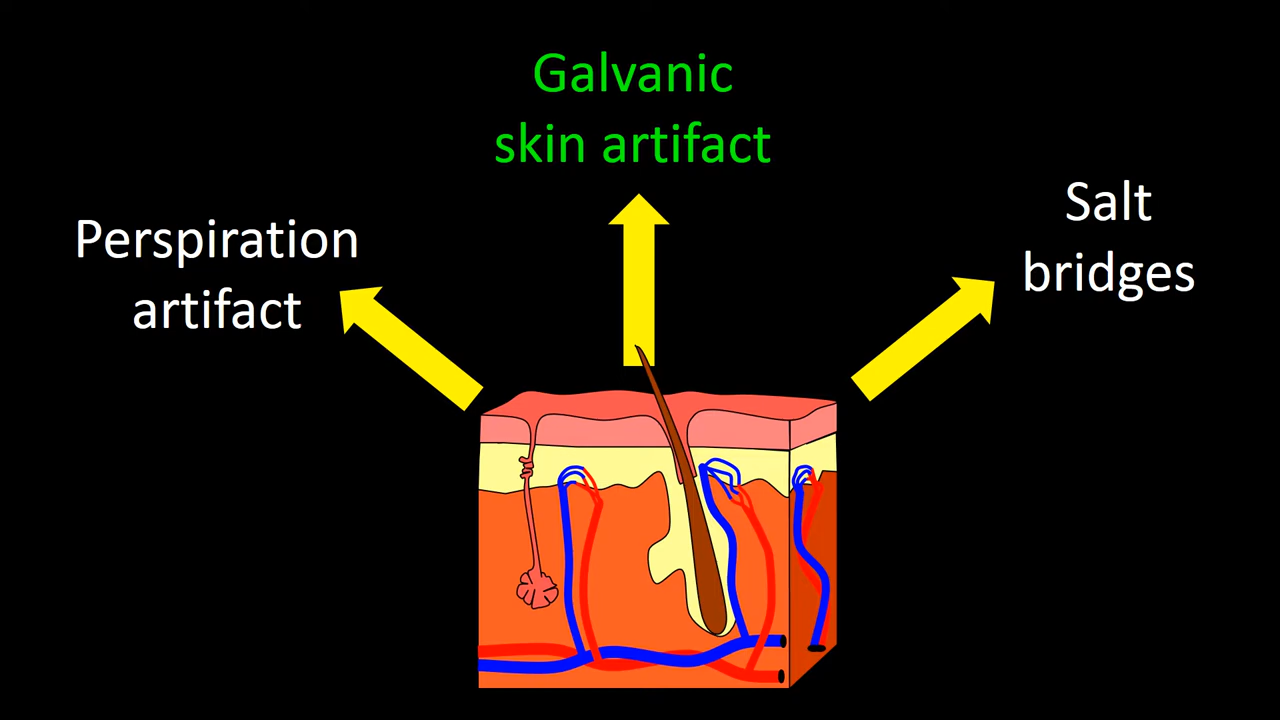 Galvanic
skin artifact
Perspiration
artifact
Salt
bridges